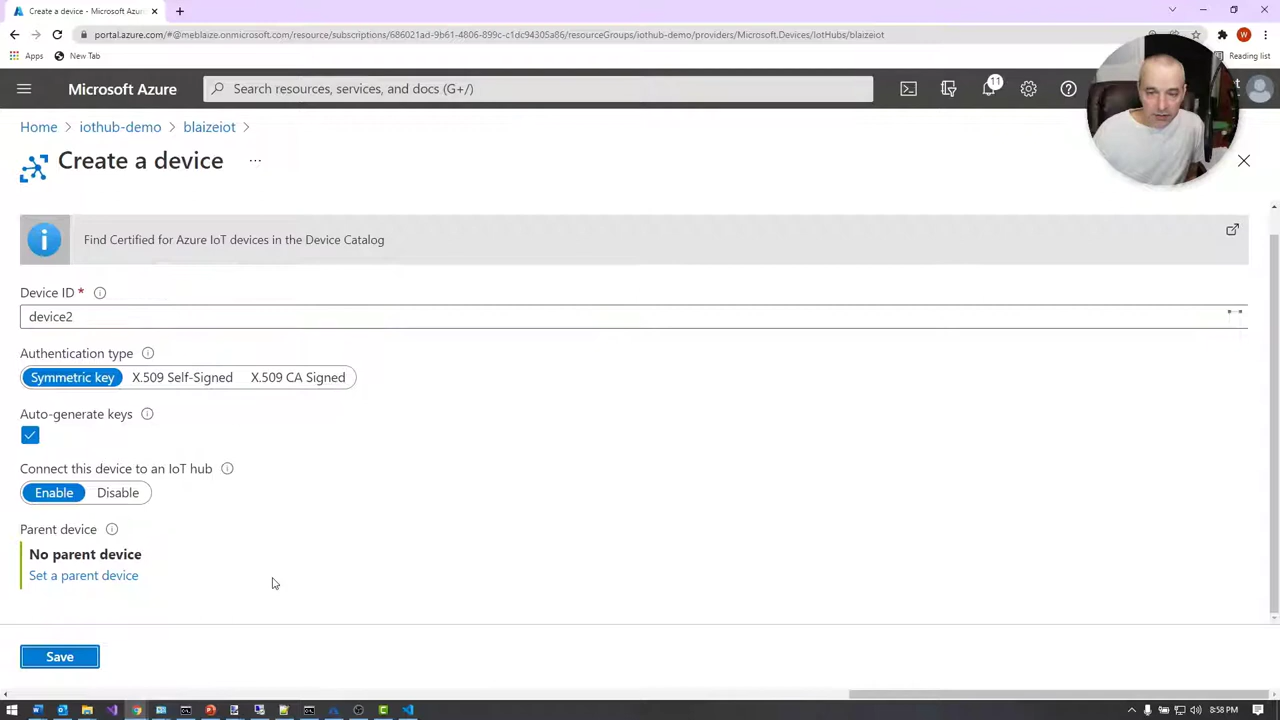 Create a device - Microsoft Azur
portal.azure.com/@meblaize.onmicrosoft.com/resource/subscriptions/686021ad-9d-4806-899c-c1dc94305a86/resourceGroups/iothub-demo/providers/Microsoft.Devices/IotHubs/blaizeiot
W
Apps New Tab Reading list
Microsoft Azure Search resources, services, and docs (G+/) 11
Home > iothub-demo > blaizeiot >
Create a device ...
Find Certified for Azure IoT devices in the Device Catalog
Device ID *
device2
Authentication type
Symmetric key X.509 Self-Signed X.509 CA Signed
Auto-generate keys
Connect this device to an IoT hub
Enable Disable
Parent device
No parent device
Set a parent device
Save
8:58 PM